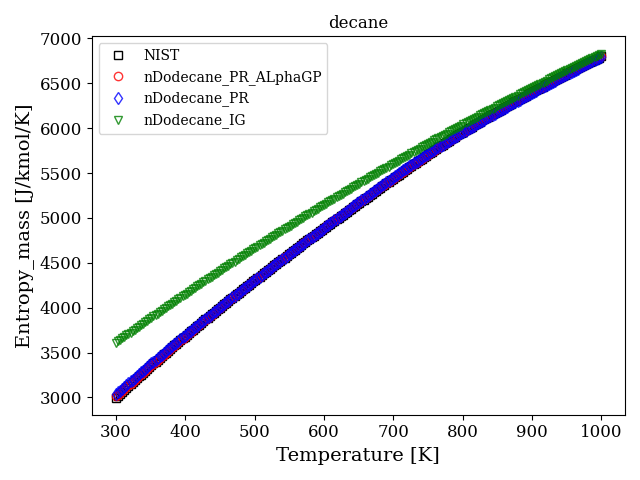 decane
7000
6500
6000
5500
5000
4500
4000
3500
3000
Entropy_mass [J/kmol/K]
NIST
nDodecane_PR_ALphaGP
nDodecane_PR
nDodecane_IG
300
400
500
600
700
800
900
1000
Temperature [K]